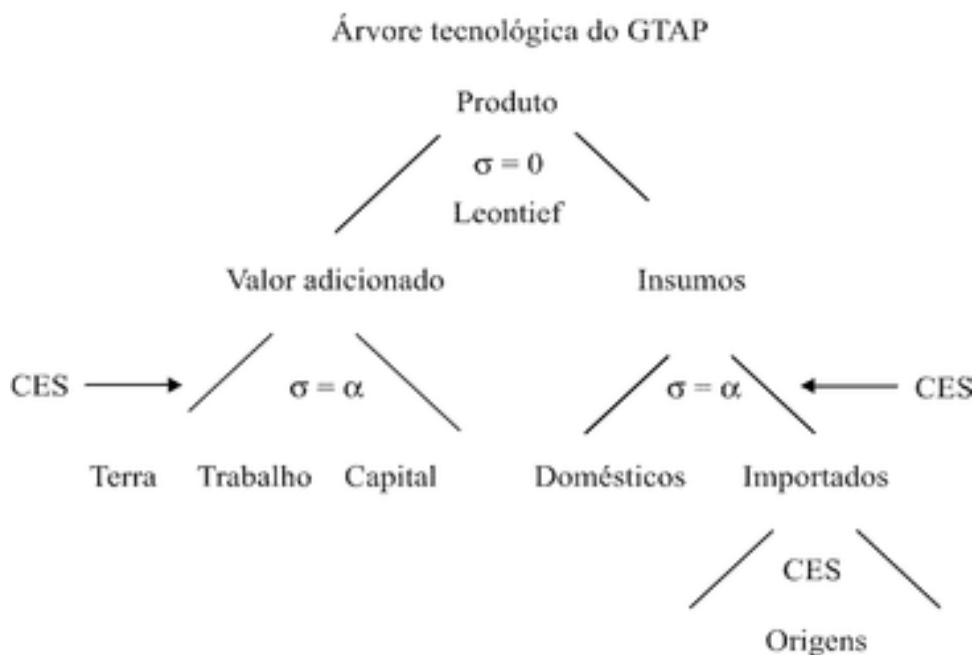 Árvore tecnológica do GTAP
Produto
σ = 0
Leontief
Valor adicionado Insumos
CES σ = α σ = α CES
Terra Trabalho Capital Domésticos Importados
CES
Origens